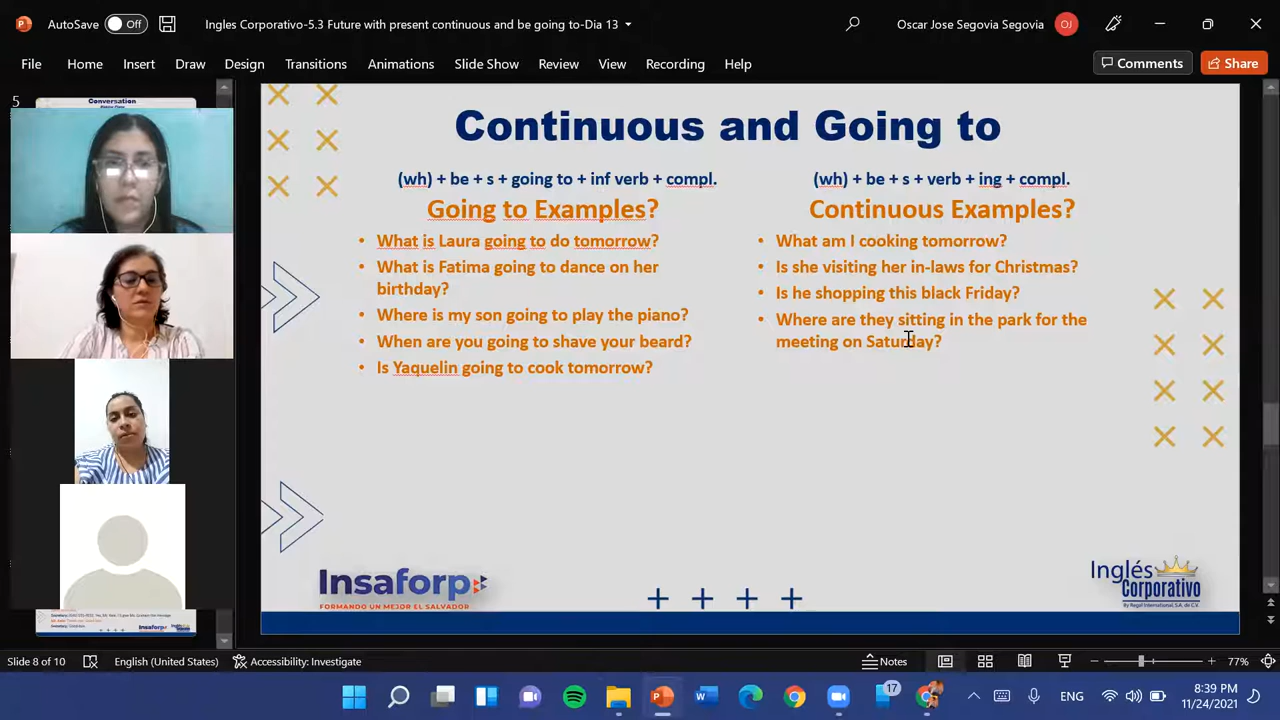 AutoSave Off Ingles Corporativo-5.3 Future with present continuous and be going to-Dia 13 Oscar Jose Segovia Segovia OJ
File Home Insert Draw Design Transitions Animations Slide Show Review View Recording Help Comments Share
5
Conversation
Continuous and Going to
(wh) + be + s + going to + inf verb + compl.
Going to Examples?
• What is Laura going to do tomorrow?
• What is Fatima going to dance on her
birthday?
• Where is my son going to play the piano?
• When are you going to shave your beard?
• Is Yaquelin going to cook tomorrow?
(wh) + be + s + verb + ing + compl.
Continuous Examples?
• What am I cooking tomorrow?
• Is she visiting her in-laws for Christmas?
• Is he shopping this black Friday?
• Where are they sitting in the park for the
meeting on Saturday?
Insaforp
FORMANDO UN MEJOR EL SALVADOR
Inglés
Corporativo
By Regal International, S.A. de C.V.
Slide 8 of 10 English (United States) Accessibility: Investigate Notes 77%
17 ENG 8:39 PM
11/24/2021